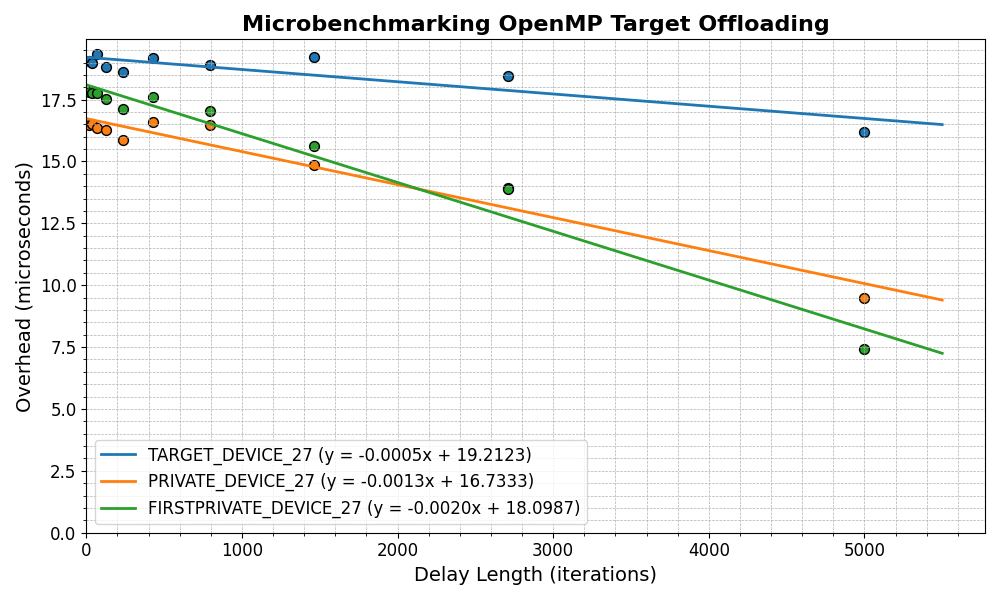 Microbenchmarking OpenMP Target Offloading
Overhead (microseconds)
17.5
15.0
12.5
10.0
7.5
5.0
2.5
0.0
TARGET_DEVICE_27 (y = -0.0005x + 19.2123)
PRIVATE_DEVICE_27 (y = -0.0013x + 16.7333)
FIRSTPRIVATE_DEVICE_27 (y = -0.0020x + 18.0987)
0 1000 2000 3000 4000 5000
Delay Length (iterations)